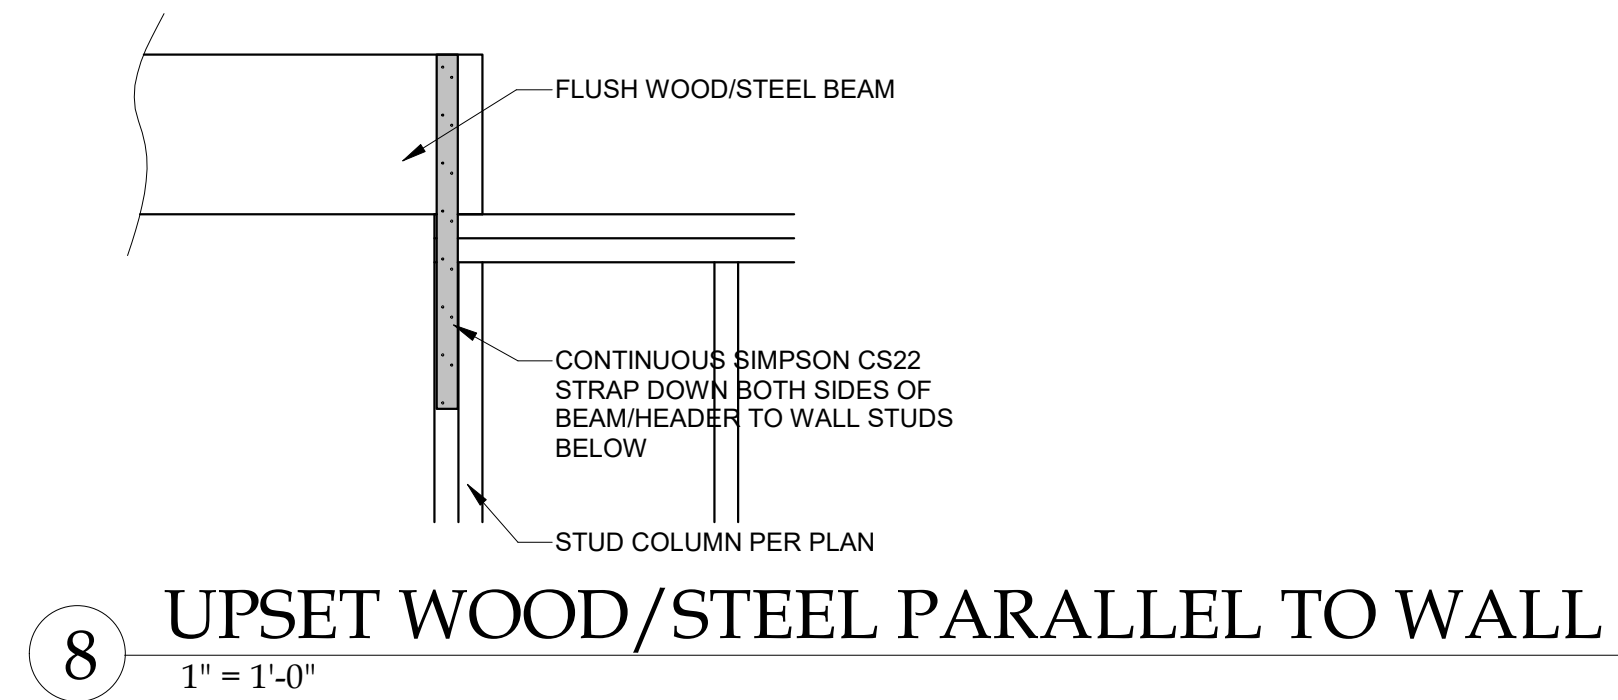 FLUSH WOOD/STEEL BEAM
CONTINUOUS SIMPSON CS22
STRAP DOWN BOTH SIDES OF
BEAM/HEADER TO WALL STUDS
BELOW
STUD COLUMN PER PLAN
8 UPSET WOOD/STEEL PARALLEL TO WALL
1" = 1'-0"